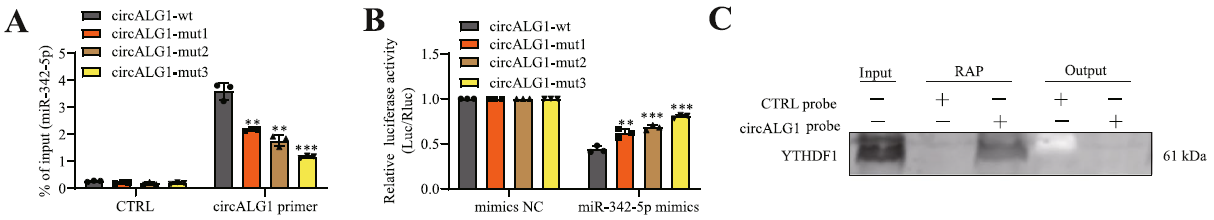 A
% of input (miR-342-5p)
5
4
3
2
1
0
circALG1-wt
circALG1-mut1
circALG1-mut2
circALG1-mut3
**
**
***
CTRL
circALG1 primer
B
Relative luciferase activity
(Luc/Rluc)
1.5
1.0
0.5
0.0
circALG1-wt
circALG1-mut1
circALG1-mut2
circALG1-mut3
**
***
***
mimics NC
miR-342-5p mimics
C
Input
RAP
Output
CTRL probe − + − + −
circALG1 probe − − + − +
YTHDF1
61 kDa